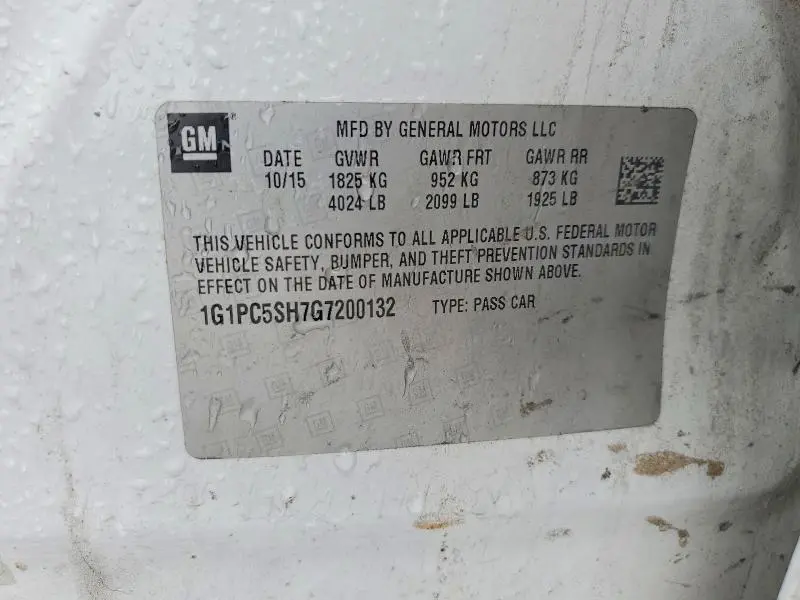 GM
MFD BY GENERAL MOTORS LLC
DATE GVWR GAWR FRT GAWR RR
10/15 1825 KG 952 KG 873 KG
4024 LB 2099 LB 1925 LB
THIS VEHICLE CONFORMS TO ALL APPLICABLE U.S. FEDERAL MOTOR
VEHICLE SAFETY, BUMPER, AND THEFT PREVENTION STANDARDS IN
EFFECT ON THE DATE OF MANUFACTURE SHOWN ABOVE.
1G1PC5SH7G7200132 TYPE: PASS CAR